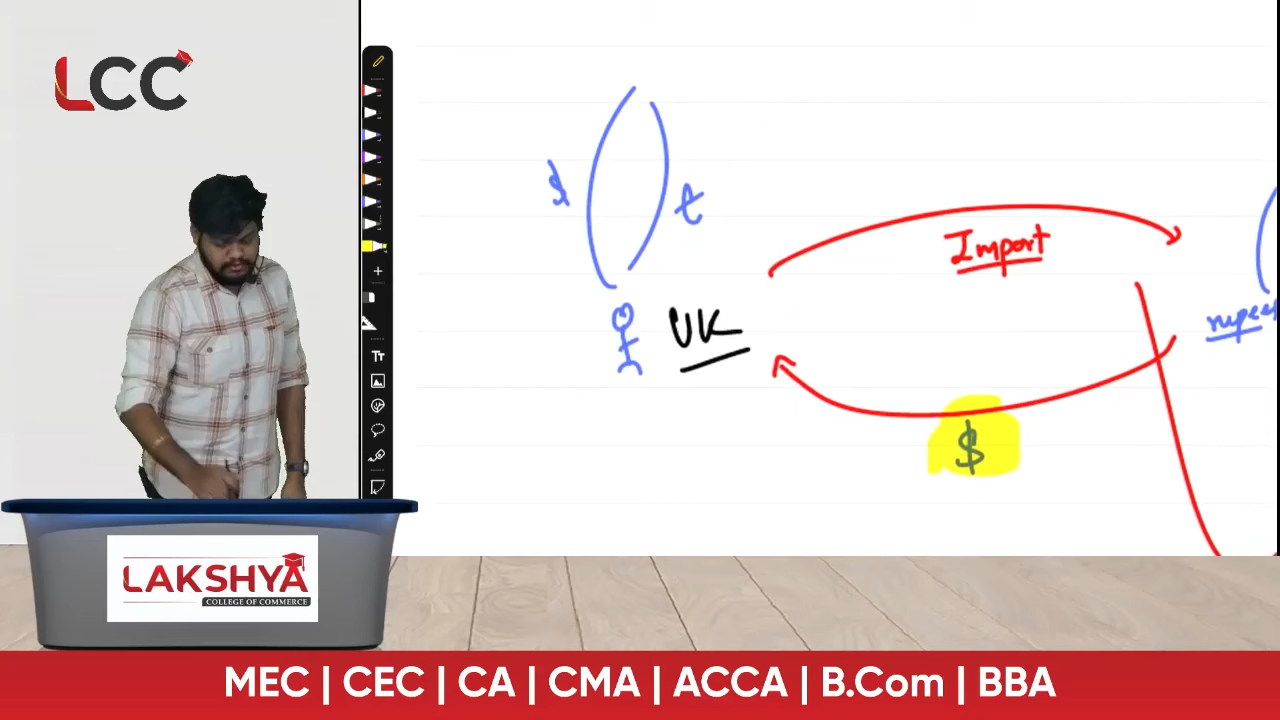 LCC
$
t
Import
UK
$
LAKSHYA
COLLEGE OF COMMERCE
MEC | CEC | CA | CMA | ACCA | B.Com | BBA